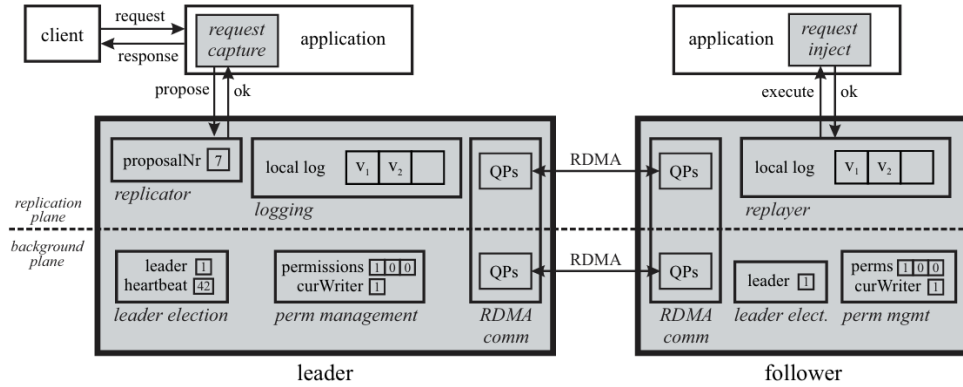 client
request
response
request
capture
application
propose
ok
application
request
inject
execute
ok
proposalNr 7
replicator
local log v1 v2
logging
QPs
RDMA
QPs
local log v1 v2
replayer
replication
plane
background
plane
leader 1
heartbeat 42
leader election
permissions 1 0 0
curWriter 1
perm management
QPs
RDMA
comm
RDMA
QPs
RDMA
comm
leader 1
leader elect.
perms 1 0 0
curWriter 1
perm mgmt
leader
follower